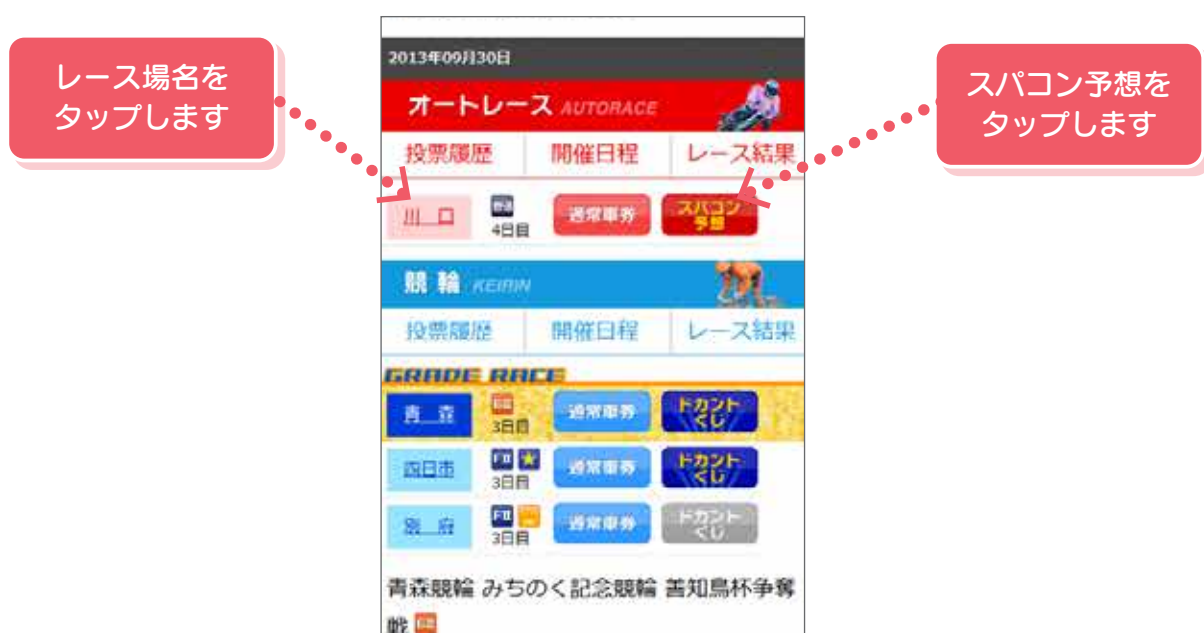 レース場名を
タップします
スパコン予想を
タップします
2013年09月30日
オートレース AUTORACE
投票履歴 開催日程 レース結果
川口 普通 4日目 通常車券 スパコン予想
競輪 KEIRIN
投票履歴 開催日程 レース結果
GRADE RACE
青森 3日目 通常車券 ドカントくじ
四日市 FII 3日目 通常車券 ドカントくじ
別府 FII 3日目 通常車券 ドカントくじ
青森競輪 みちのく記念競輪 善知鳥杯争奪
戦